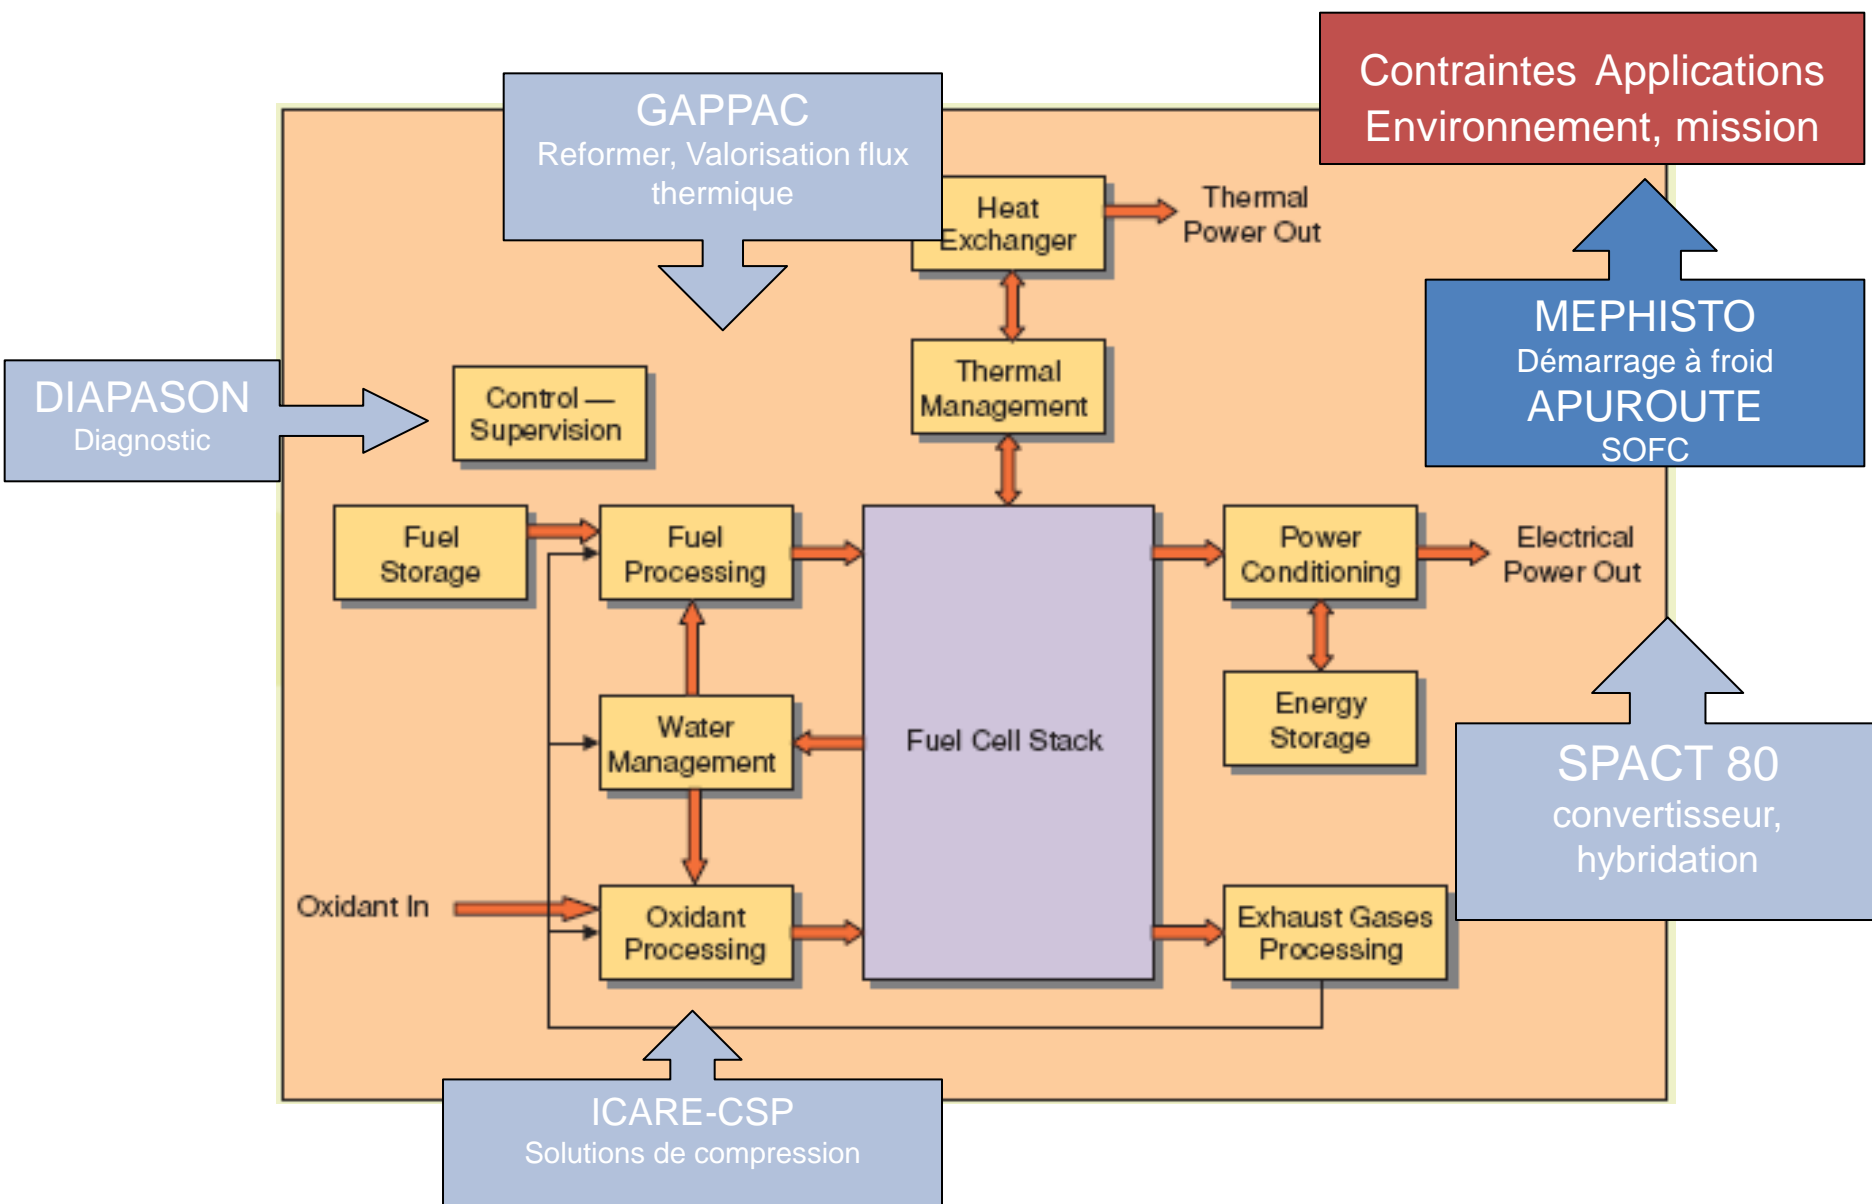 Contraintes Applications
Environnement, mission
GAPPAC
Reformer, Valorisation flux
thermique
Heat
Exchanger
Thermal
Power Out
MEPHISTO
Démarrage à froid
APUROUTE
SOFC
DIAPASON
Diagnostic
Control —
Supervision
Thermal
Management
Fuel
Storage
Fuel
Processing
Power
Conditioning
Electrical
Power Out
Water
Management
Fuel Cell Stack
Energy
Storage
SPACT 80
convertisseur,
hybridation
Oxidant In
Oxidant
Processing
Exhaust Gases
Processing
ICARE-CSP
Solutions de compression